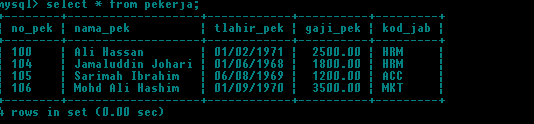 mysql> select * from pekerja;
no_pek | nama_pek | tlahir_pek | gaji_pek | kod_jab
100 | Ali Hassan | 01/02/1971 | 2500.00 | HRM
104 | Jamaluddin Johari | 01/06/1968 | 1800.00 | HRM
105 | Sarimah Ibrahim | 06/08/1969 | 1200.00 | ACC
106 | Mohd Ali Hashim | 01/09/1970 | 3500.00 | MKT
4 rows in set (0.00 sec)